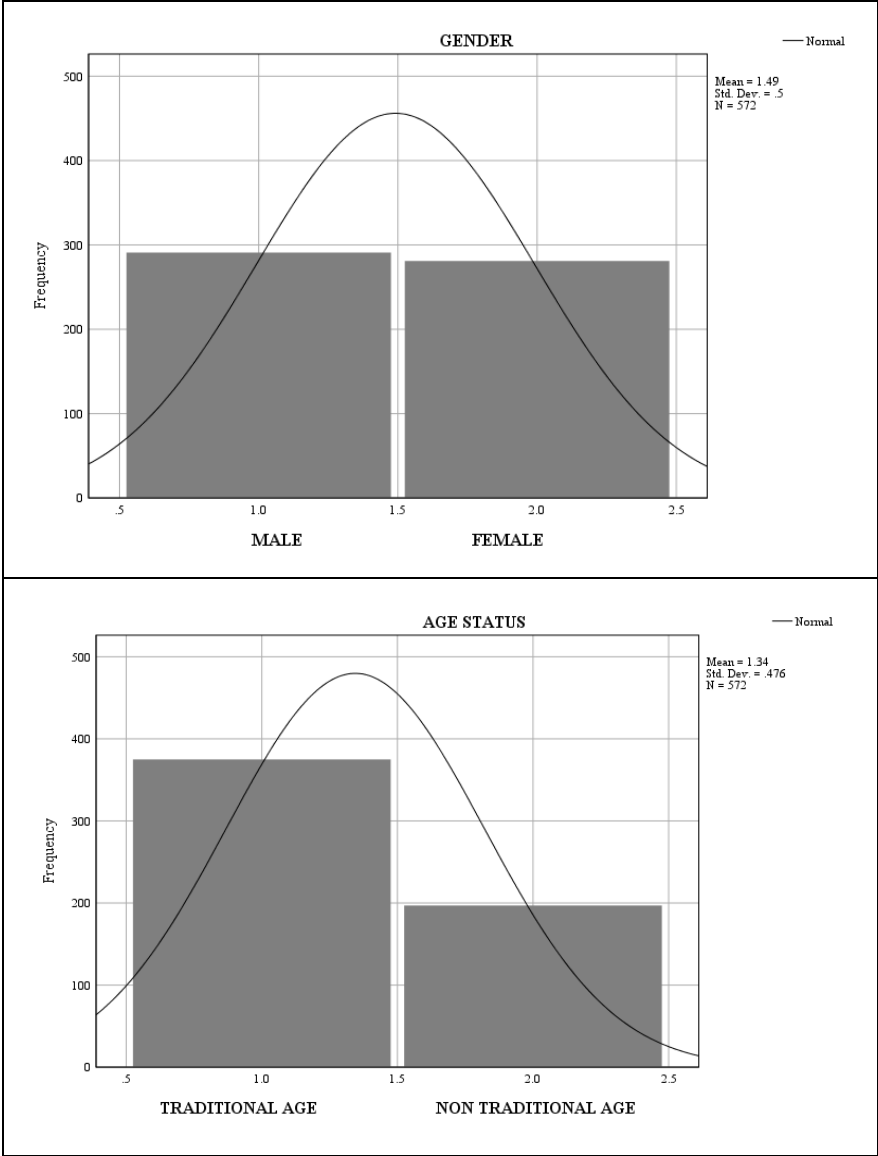 GENDER
Normal
Mean = 1.49
Std. Dev. = .5
N = 572
500
400
300
200
100
0
Frequency
.5 1.0 1.5 2.0 2.5
MALE FEMALE
AGE STATUS
Normal
Mean = 1.34
Std. Dev. = .476
N = 572
500
400
300
200
100
0
Frequency
.5 1.0 1.5 2.0 2.5
TRADITIONAL AGE NON TRADITIONAL AGE